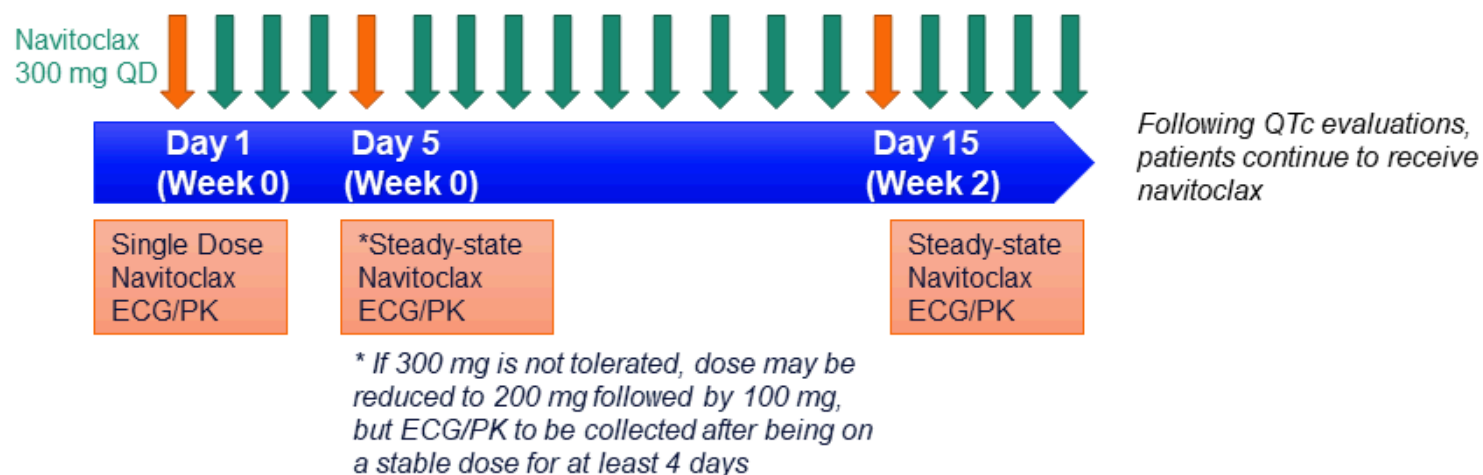 Navitoclax
300 mg QD
Day 1
(Week 0)
Day 5
(Week 0)
Day 15
(Week 2)
Following QTc evaluations,
patients continue to receive
navitoclax
Single Dose
Navitoclax
ECG/PK
*Steady-state
Navitoclax
ECG/PK
Steady-state
Navitoclax
ECG/PK
* If 300 mg is not tolerated, dose may be
reduced to 200 mg followed by 100 mg,
but ECG/PK to be collected after being on
a stable dose for at least 4 days